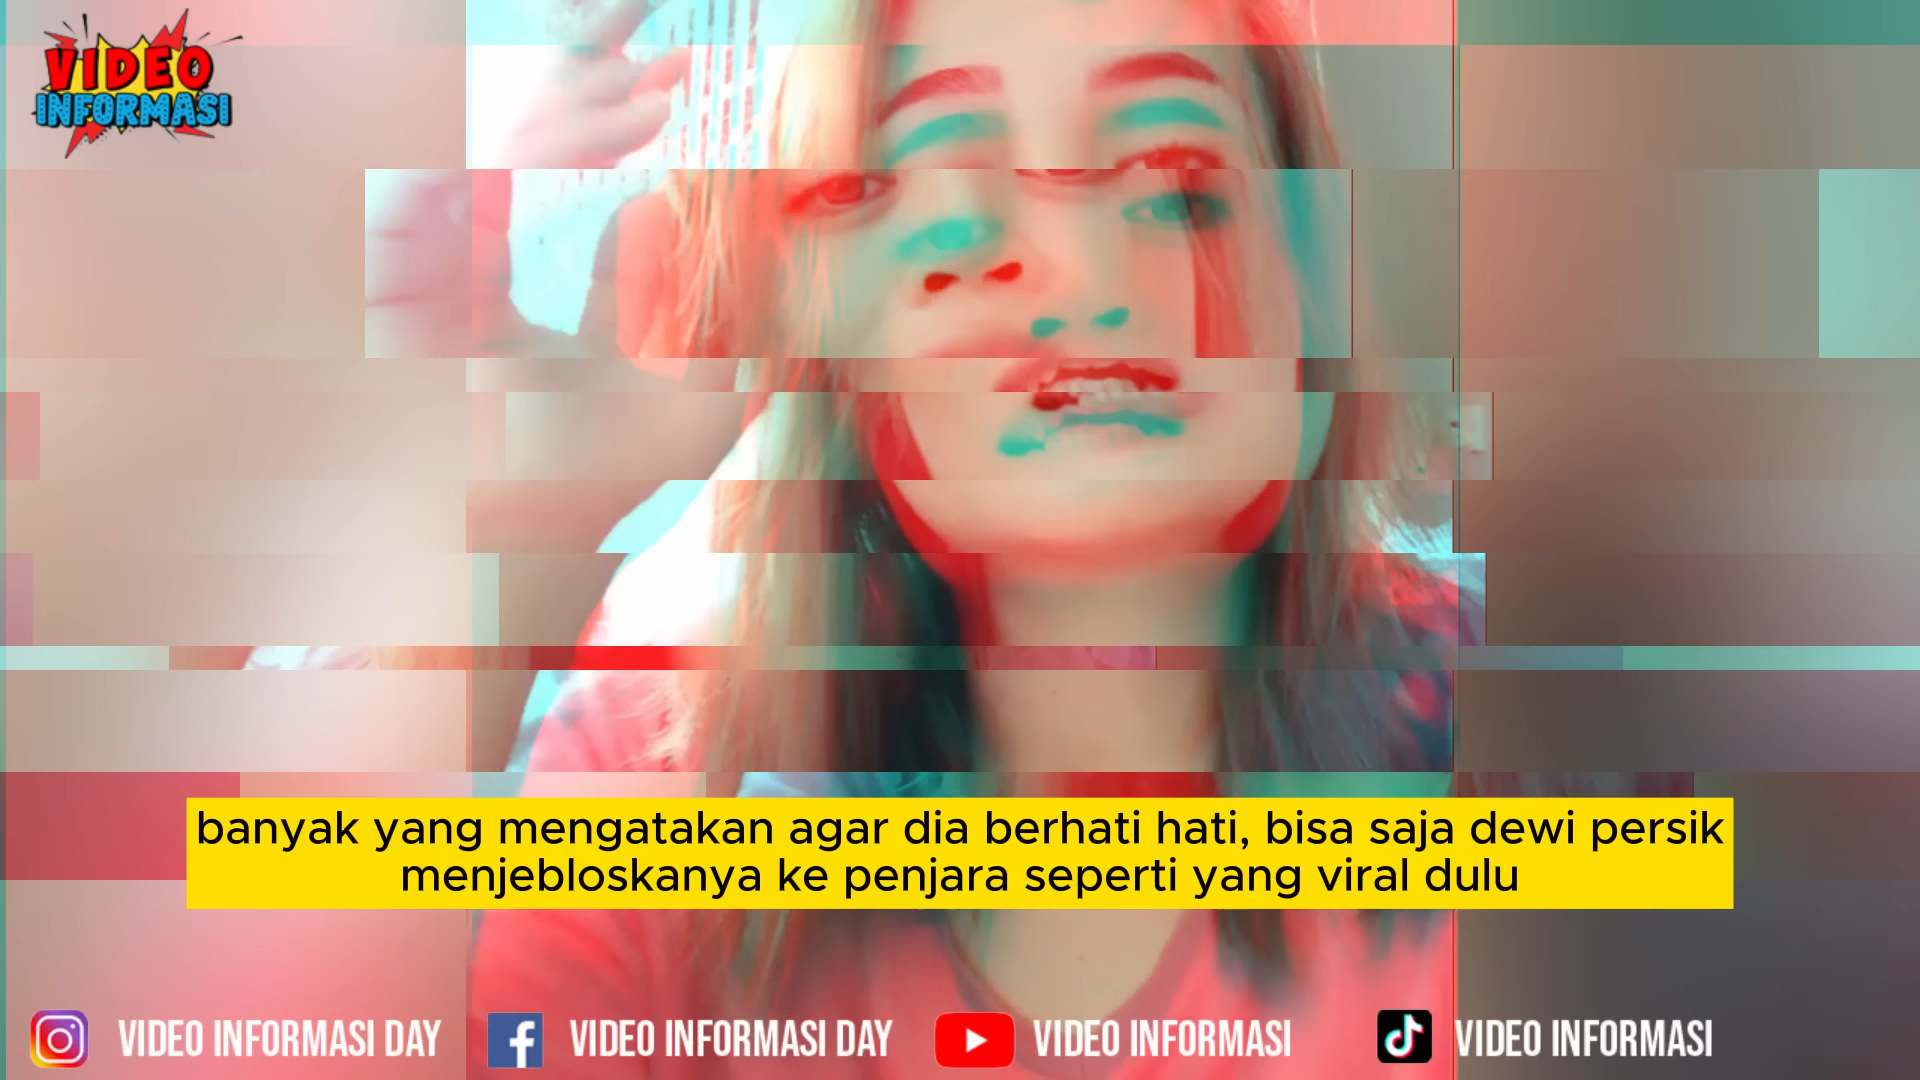 VIDEO
INFORMASI
banyak yang mengatakan agar dia berhati hati, bisa saja dewi persik
menjebloskanya ke penjara seperti yang viral dulu
VIDEO INFORMASI DAY
VIDEO INFORMASI DAY
VIDEO INFORMASI
VIDEO INFORMASI